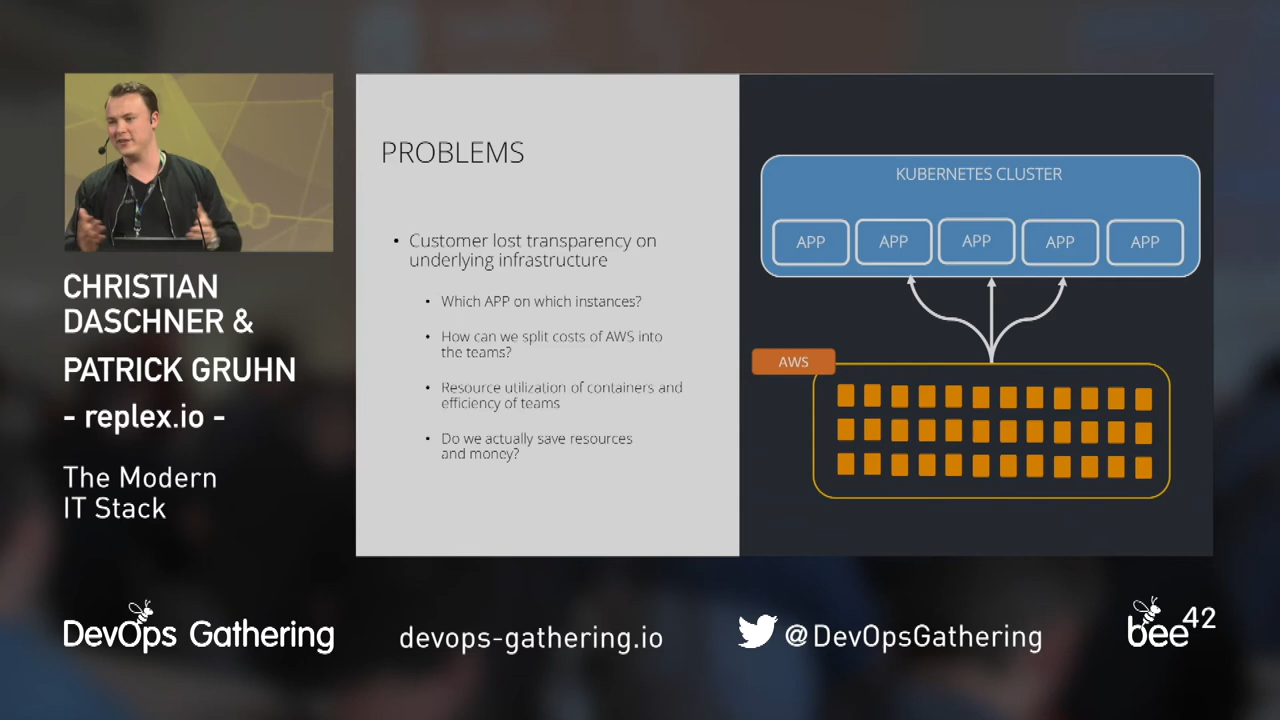 CHRISTIAN
DASCHNER &
PATRICK GRUHN
- replex.io -
The Modern
IT Stack
PROBLEMS
• Customer lost transparency on
underlying infrastructure
• Which APP on which instances?
• How can we split costs of AWS into
the teams?
• Resource utilization of containers and
efficiency of teams
• Do we actually save resources
and money?
KUBERNETES CLUSTER
APP APP APP APP APP
AWS
DevOps Gathering
devops-gathering.io
@DevOpsGathering
bee42